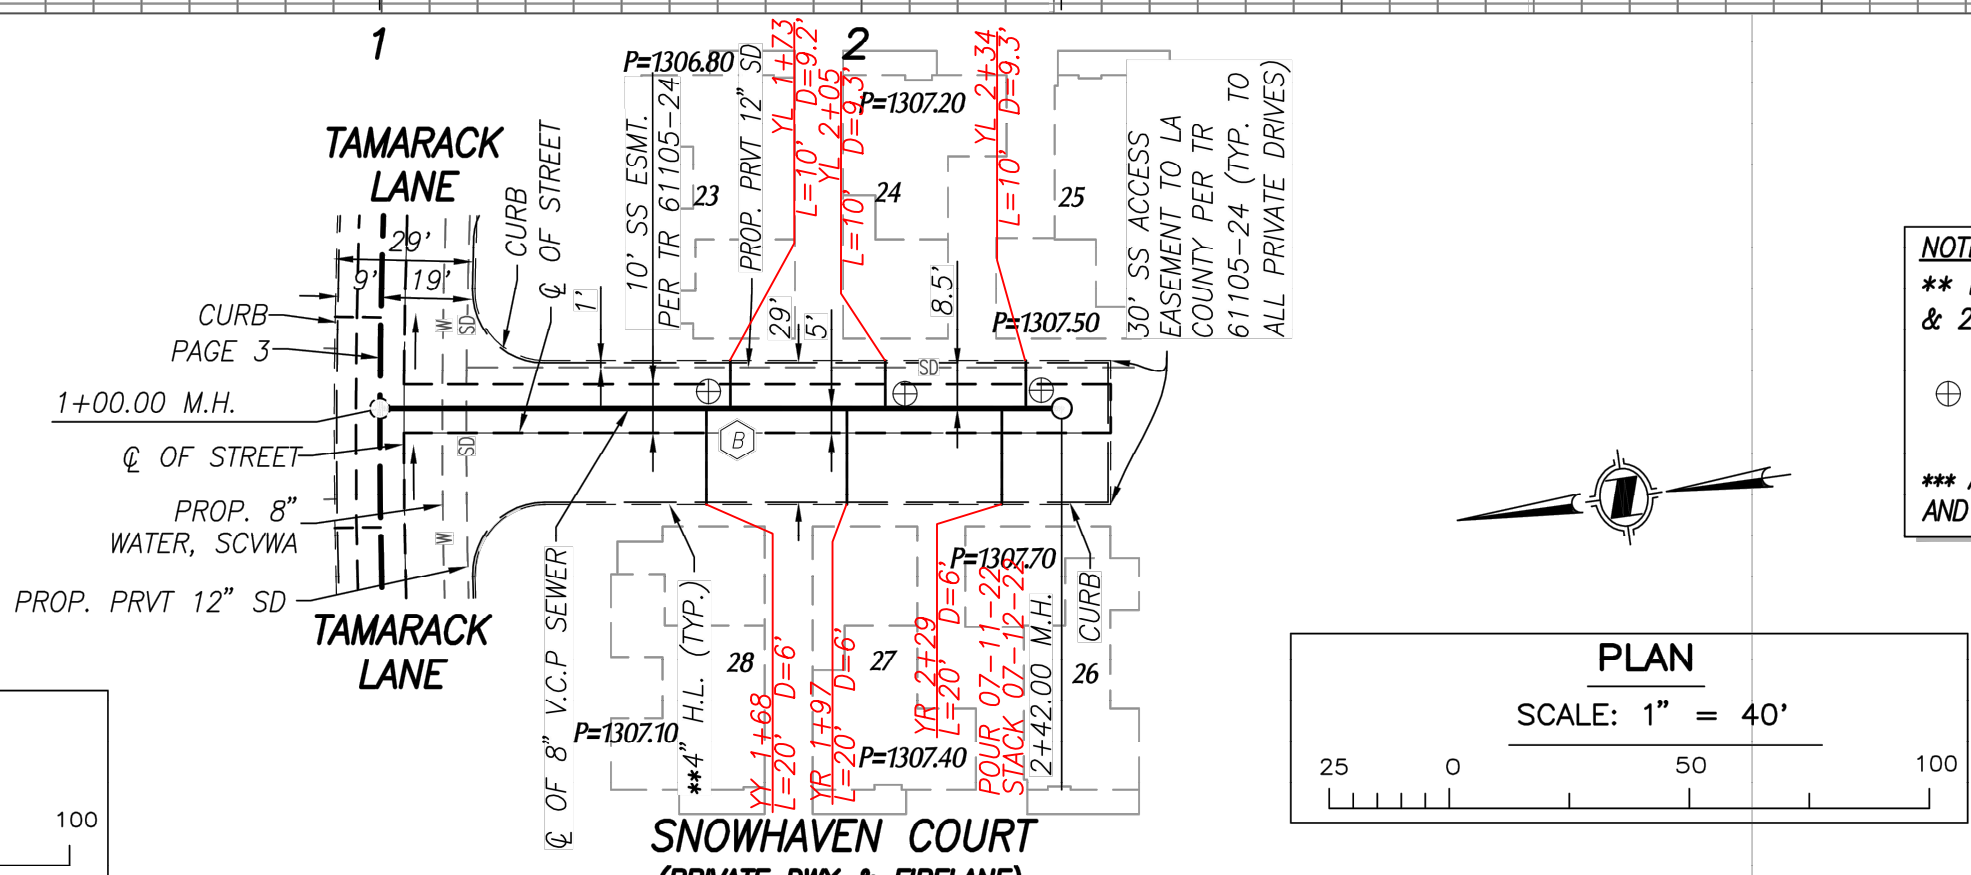 1
2
P=1306.80
10' SS ESMT.
PER TR 61105-24
PROP. PRVT 12" SD
YL 1+73
L=10' D=9.2'
YL 2+05
L=10' D=9.3'
P=1307.20
YL 2+34
L=10' D=9.3'
30' SS ACCESS
EASEMENT TO LA
COUNTY PER TR
61105-24 (TYP. TO
ALL PRIVATE DRIVES)
TAMARACK
LANE
CURB
℄ OF STREET
23
24
25
29'
9'
19'
1'
29'
5'
8.5'
CURB
PAGE 3
1+00.00 M.H.
℄ OF STREET
PROP. 8"
WATER, SCVWA
PROP. PRVT 12" SD
W
SD
SD
W
SD
P=1307.50
B
TAMARACK
LANE
℄ OF 8" V.C.P SEWER
**4" H.L. (TYP.)
28
27
26
P=1307.10
YY 1+68
L=20' D=6'
YR 1+97
L=20' D=6'
P=1307.40
YR 2+29
L=20' D=6'
P=1307.70
POUR 07-11-22
STACK 07-12-22
2+42.00 M.H.
CURB
SNOWHAVEN COURT
(PRIVATE DWY & FIRELANE)
& 2
***
AND
PLAN
SCALE: 1" = 40'
25 0 50 100
100